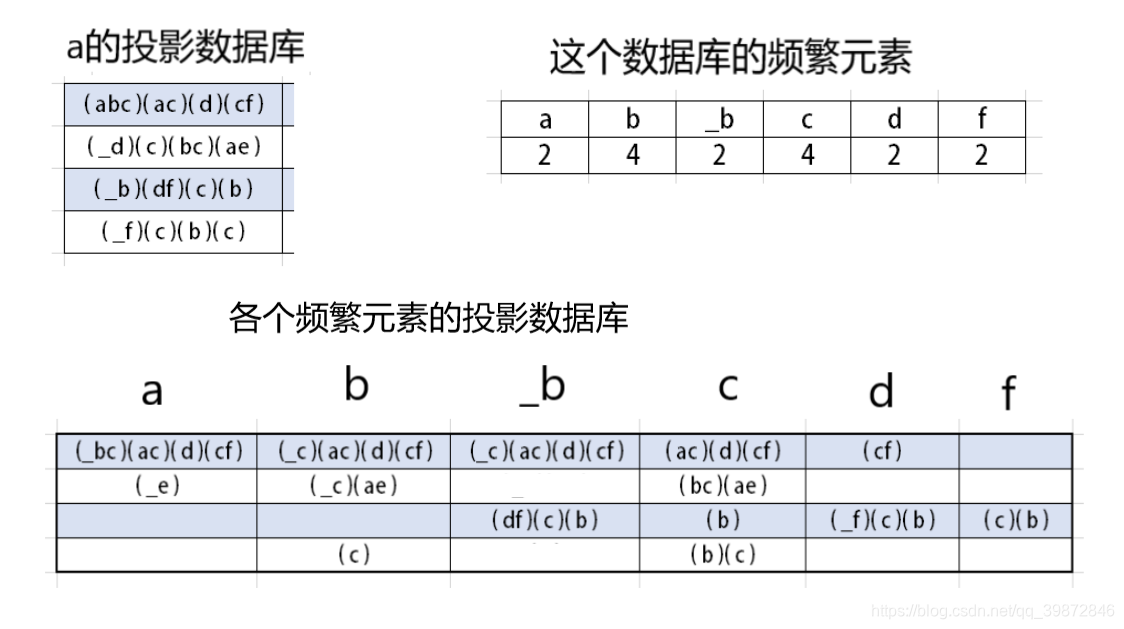 a的投影数据库
(abc)(ac)(d)(cf)
(_d)(c)(bc)(ae)
(_b)(df)(c)(b)
(_f)(c)(b)(c)
这个数据库的频繁元素
a b _b c d f
2 4 2 4 2 2
各个频繁元素的投影数据库
a b _b c d f
(_bc)(ac)(d)(cf) (_c)(ac)(d)(cf) (_c)(ac)(d)(cf) (ac)(d)(cf) (cf)
(_e) (_c)(ae) _ (bc)(ae)
(df)(c)(b) (b) (_f)(c)(b) (c)(b)
(c) (b)(c)
https://blog.csdn.net/qq_39872846